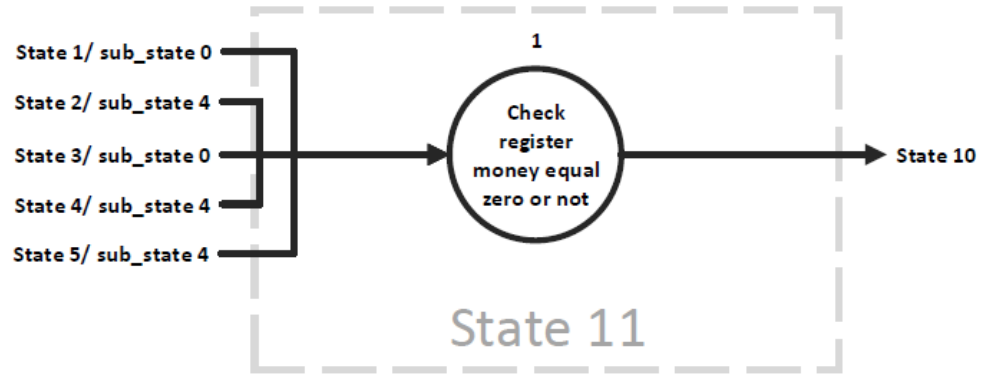 State 1/ sub_state 0
State 2/ sub_state 4
State 3/ sub_state 0
State 4/ sub_state 4
State 5/ sub_state 4
1
Check
register
money equal
zero or not
State 10
State 11